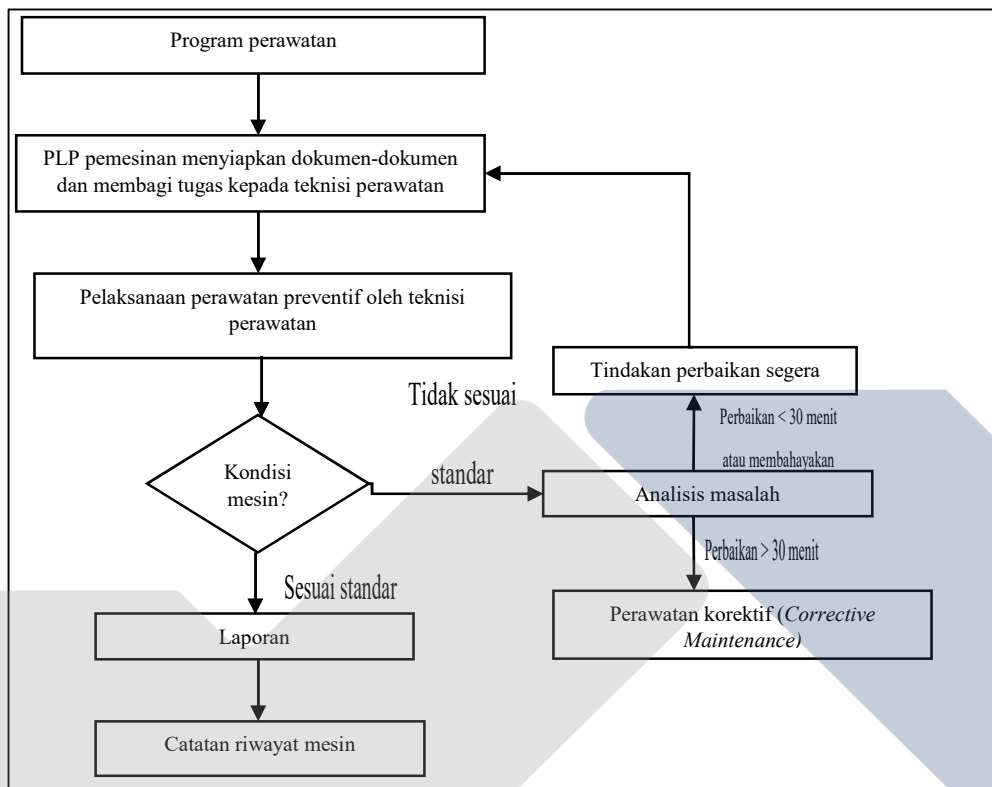 Program perawatan
PLP pemesinan menyiapkan dokumen-dokumen
dan membagi tugas kepada teknisi perawatan
Pelaksanaan perawatan preventif oleh teknisi
perawatan
Tindakan perbaikan segera
Tidak sesuai
Perbaikan < 30 menit
atau membahayakan
Kondisi
mesin?
standar
Analisis masalah
Perbaikan > 30 menit
Sesuai standar
Perawatan korektif (Corrective
Maintenance)
Laporan
Catatan riwayat mesin